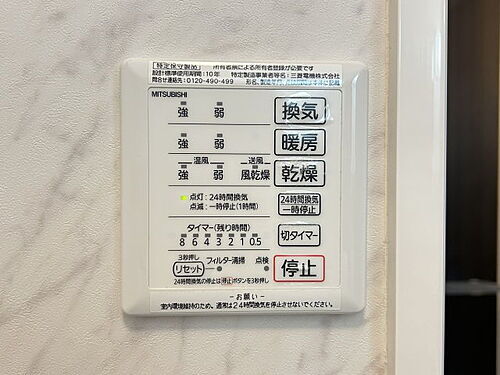 特定保守製品 所有者票による所有者登録が必要です
設計標準使用期間:10年 特定製造事業者等名:三菱電機株式会社
問合せ連絡先:0120-490-499
MITSUBISHI
強 弱 換気
強 弱 暖房
温風 送風
強 弱 風乾燥 乾燥
点灯:24時間換気
点滅:一時停止(1時間)
24時間換気
一時停止
タイマー(残り時間)
8 6 4 3 2 1 0.5
切タイマー
3秒押し フィルター清掃 点検
リセット
停止
24時間換気の停止は停止ボタンを3秒押し
-お願い-
室内環境維持のため、通常は24時間換気を停止させないでください。